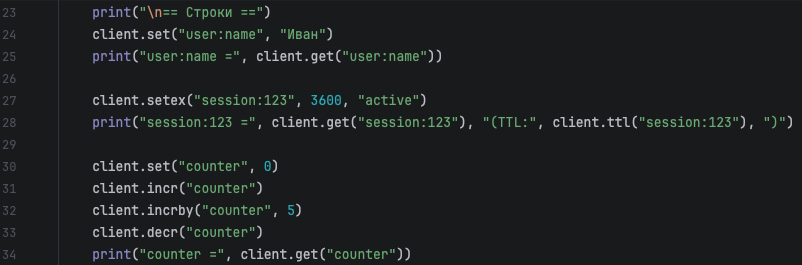 23 print("\n== Строки ==")
24 client.set("user:name", "Иван")
25 print("user:name =", client.get("user:name"))
26
27 client.setex("session:123", 3600, "active")
28 print("session:123 =", client.get("session:123"), "(TTL:", client.ttl("session:123"), ")")
29
30 client.set("counter", 0)
31 client.incr("counter")
32 client.incrby("counter", 5)
33 client.decr("counter")
34 print("counter =", client.get("counter"))